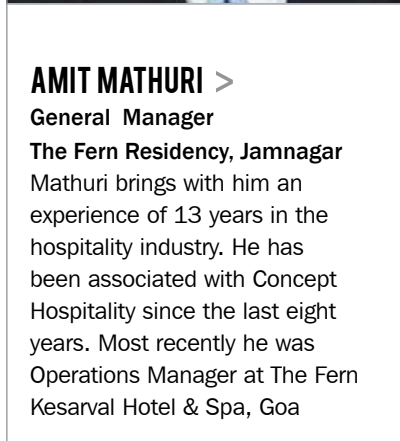 AMIT MATHURI >
General Manager
The Fern Residency, Jamnagar
Mathuri brings with him an
experience of 13 years in the
hospitality industry. He has
been associated with Concept
Hospitality since the last eight
years. Most recently he was
Operations Manager at The Fern
Kesarval Hotel & Spa, Goa